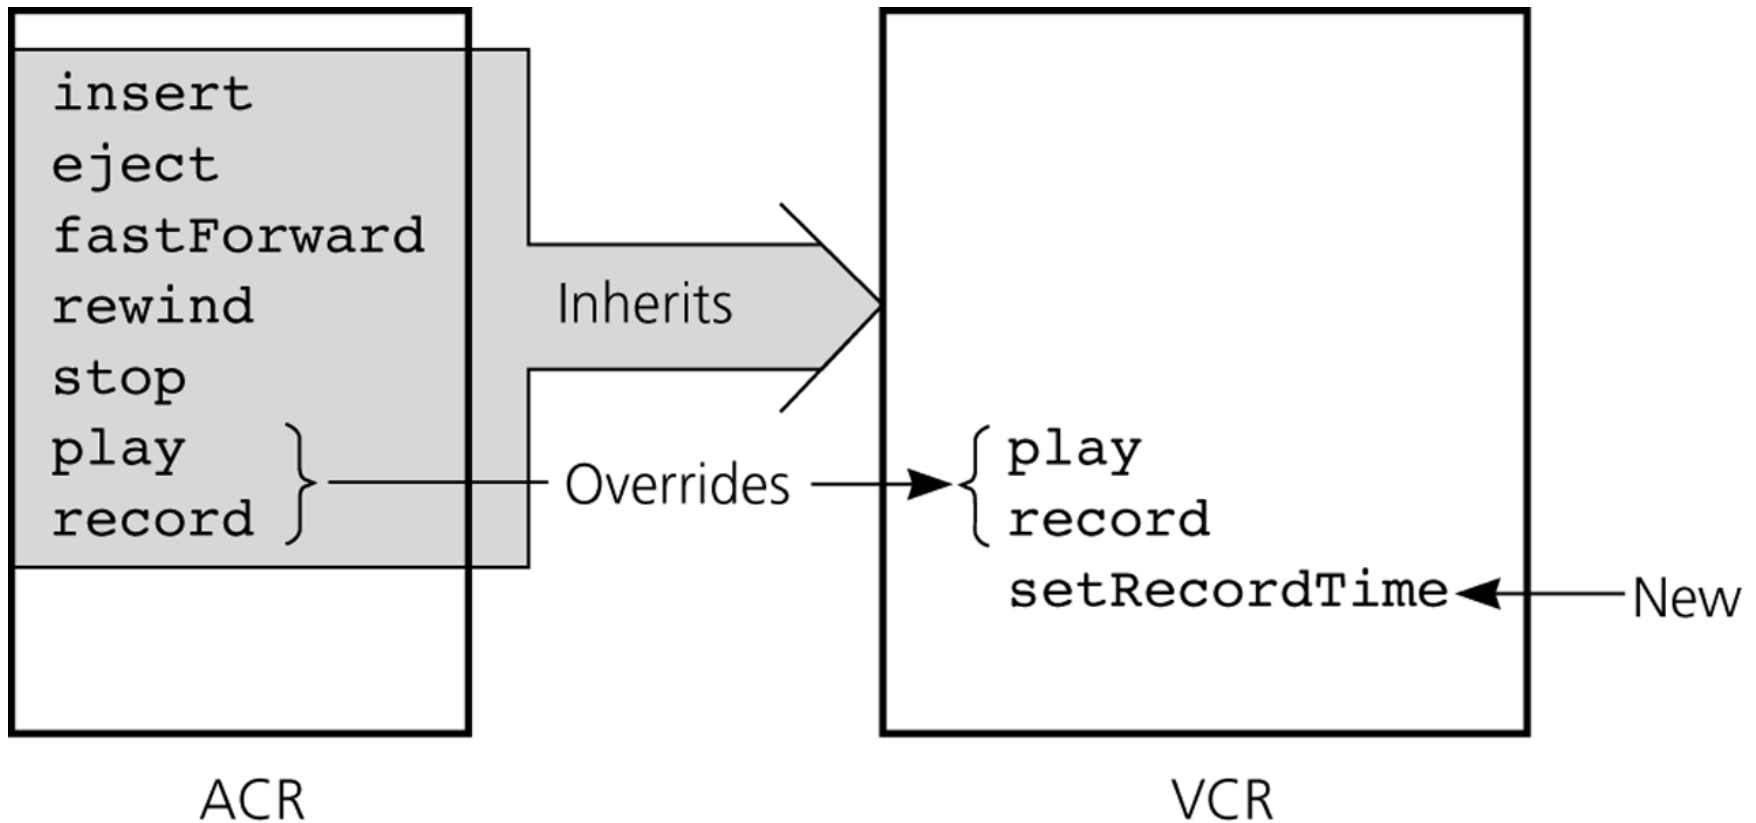 insert
eject
fastForward
rewind
stop
play
record
Inherits
Overrides
play
record
setRecordTime
New
ACR
VCR